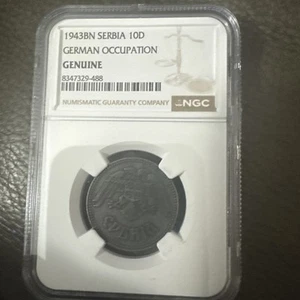 1943BN SERBIA 10D
GERMAN OCCUPATION
GENUINE
8347329-488
NUMISMATIC GUARANTY COMPANY NGC